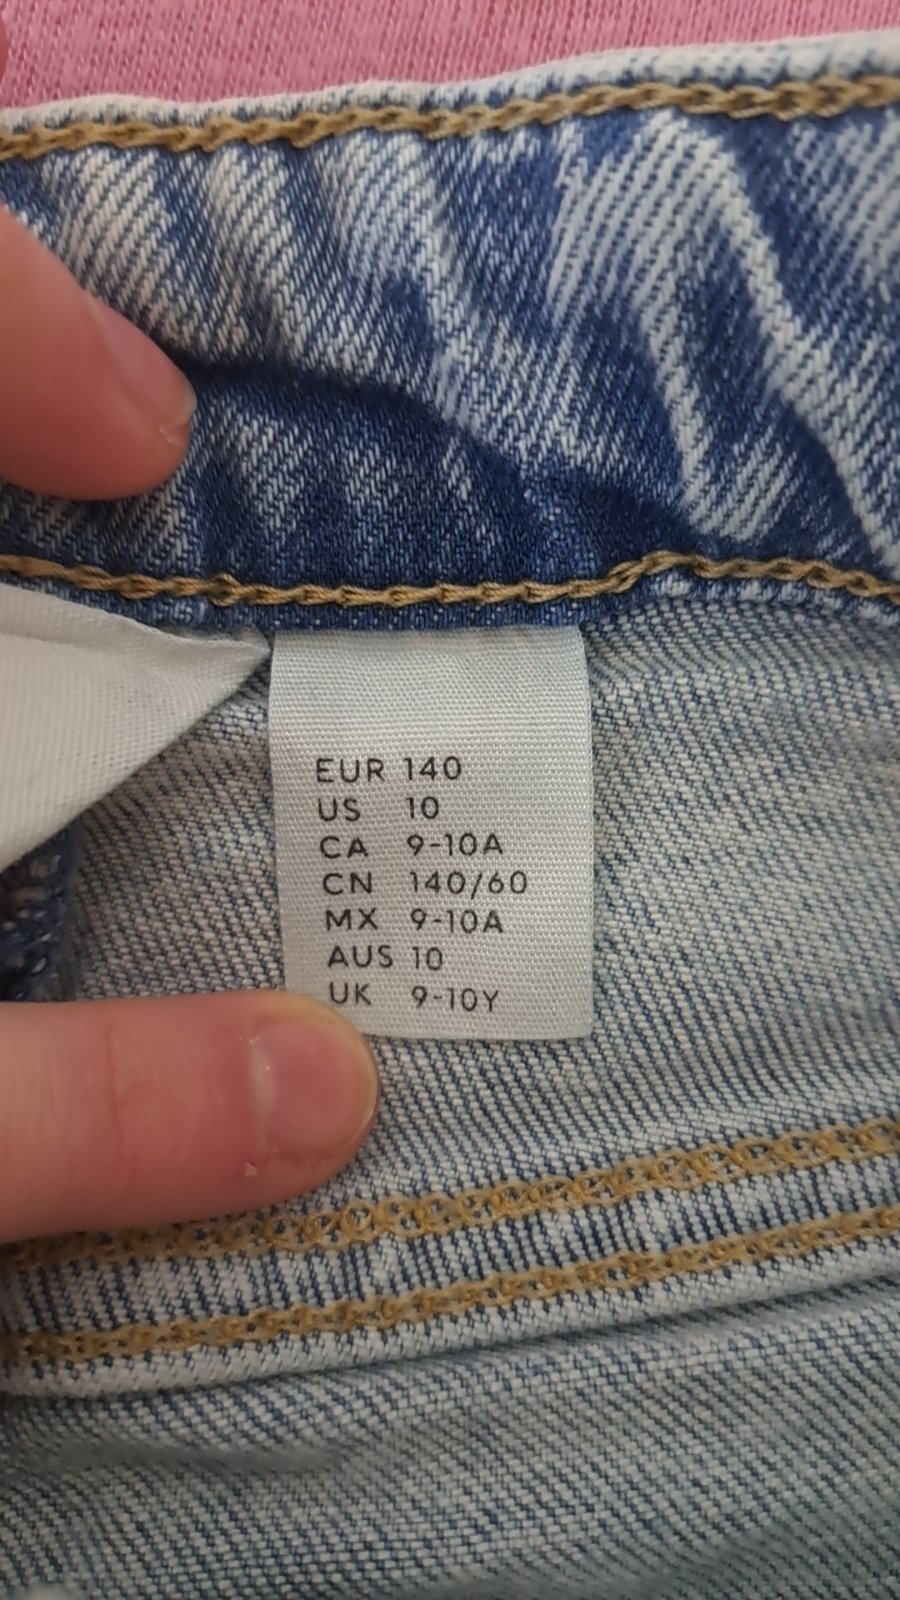 EUR 140
US 10
CA 9-10A
CN 140/60
MX 9-10A
AUS 10
UK 9-10Y